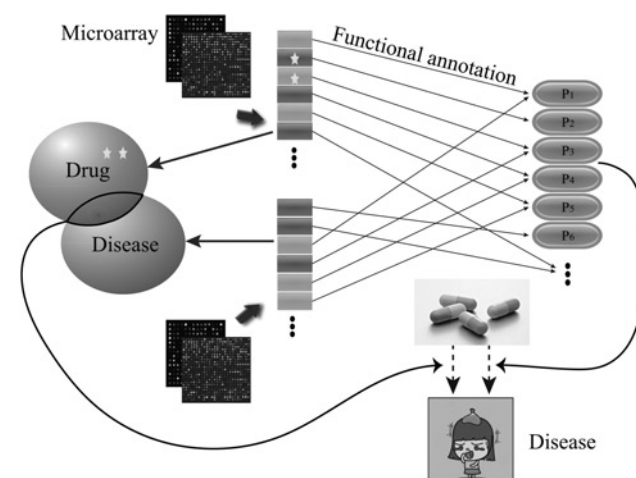 Microarray
Functional annotation
P1
P2
P3
P4
P5
P6
Drug
Disease
Disease